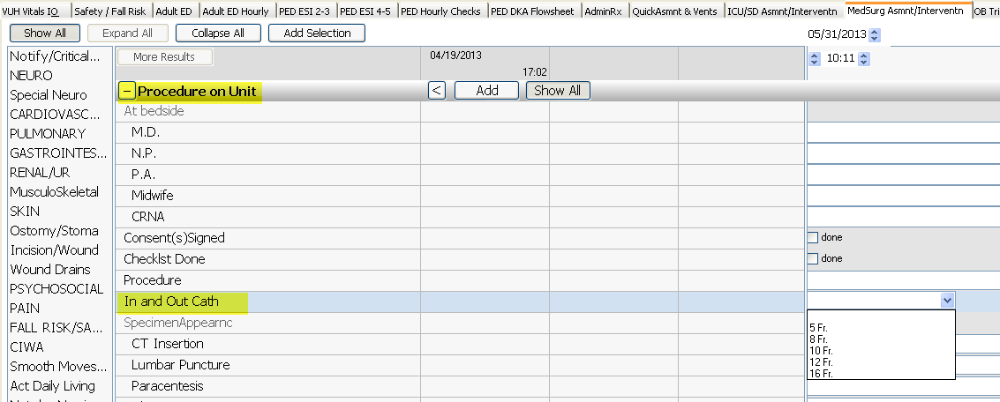 VUH Vitals IO Safety / Fall Risk Adult ED Adult ED Hourly PED ESI 2-3 PED ESI 4-5 PED Hourly Checks PED DKA Flowsheet AdminRx QuickAsmnt & Vents ICU/SD Asmnt/Interventn MedSurg Asmnt/Interventn OB Tri
Show All Expand All Collapse All Add Selection 05/31/2013
Notify/Critical...
NEURO
Special Neuro
CARDIOVASC...
PULMONARY
GASTROINTES...
RENAL/UR
MusculoSkeletal
SKIN
Ostomy/Stoma
Incision/Wound
Wound Drains
PSYCHOSOCIAL
PAIN
FALL RISK/SA...
CIWA
Smooth Moves...
Act Daily Living
More Results 04/19/2013 10:11
17:02
− Procedure on Unit < Add Show All
At bedside
M.D.
N.P.
P.A.
Midwife
CRNA
Consent(s)Signed done
Checklst Done done
Procedure
In and Out Cath
SpecimenAppearnc
CT Insertion
Lumbar Puncture
Paracentesis
5 Fr.
8 Fr.
10 Fr.
12 Fr.
16 Fr.